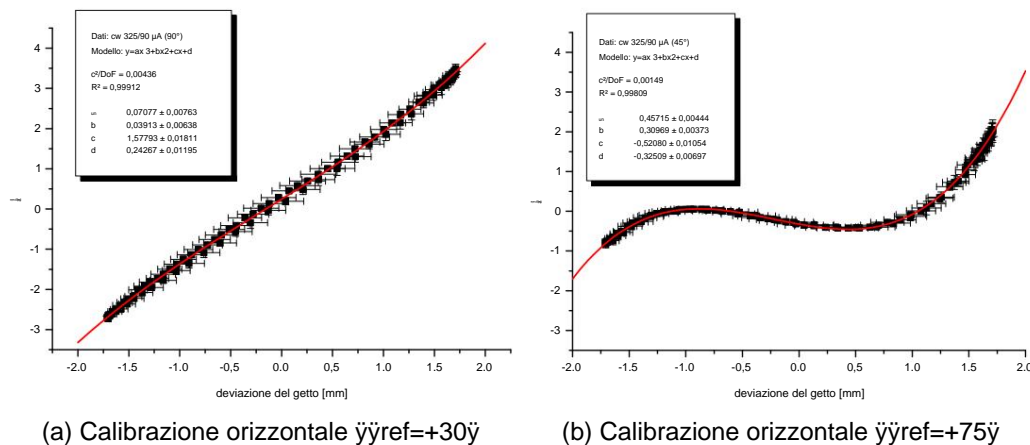 Dati: cw 325/90 µA (90°)
Modello: y=ax 3+bx2+cx+d
c²/DoF = 0,00436
R² = 0,99912
0,07077 ± 0,00763
b 0,03913 ± 0,00638
c 1,57793 ± 0,01811
d 0,24267 ± 0,01195
4
3
2
1
0
-1
-2
-3
-2.0 -1.5 -1.0 -0,5 0,0 0,5 1.0 1.5 2.0
deviazione del getto [mm]
(a) Calibrazione orizzontale ÿÿref=+30ÿ
Dati: cw 325/90 µA (45°)
Modello: y=ax 3+bx2+cx+d
c²/DoF = 0,00149
R² = 0,99809
0,45715 ± 0,00444
b 0,30969 ± 0,00373
c -0,52080 ± 0,01054
d -0,32509 ± 0,00697
4
3
2
1
0
-1
-2
-3
-2.0 -1.5 -1.0 -0,5 0,0 0,5 1.0 1.5 2.0
deviazione del getto [mm]
(b) Calibrazione orizzontale ÿÿref=+75ÿ